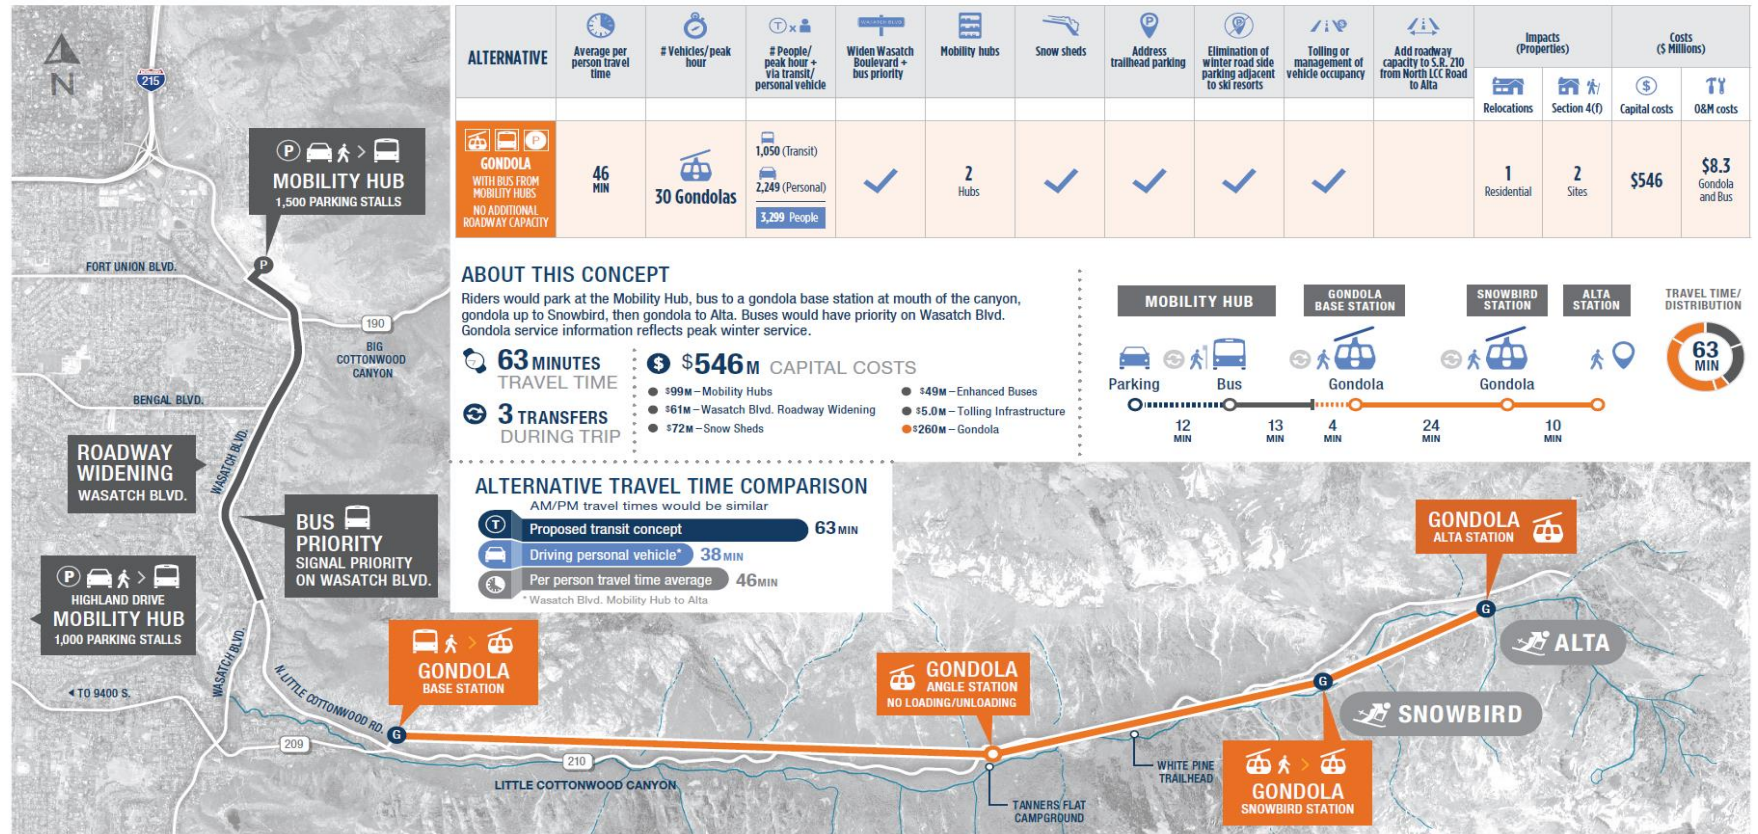 N
215
P
MOBILITY HUB
1,500 PARKING STALLS
P
FORT UNION BLVD.
190
BIG
COTTONWOOD
CANYON
BENGAL BLVD.
ROADWAY
WIDENING
WASATCH BLVD.
WASATCH BLVD.
BUS
PRIORITY
SIGNAL PRIORITY
ON WASATCH BLVD.
P
HIGHLAND DRIVE
MOBILITY HUB
1,000 PARKING STALLS
WASATCH BLVD.
TO 9400 S.
N. LITTLE COTTONWOOD RD.
209
ALTERNATIVE
Average per
person travel
time
# Vehicles/peak
hour
T x
# People/
peak hour +
via transit/
personal vehicle
WASATCH BLVD
Widen Wasatch
Boulevard +
bus priority
Mobility hubs
Snow sheds
P
Address
trailhead parking
P
Elimination of
winter road side
parking adjacent
to ski resorts
Tolling or
management of
vehicle occupancy
Add roadway
capacity to S.R. 210
from North LCC Road
to Alta
Impacts
(Properties)
Relocations
Section 4(f)
Costs
($ Millions)
$
Capital costs
O&M costs
P
GONDOLA
WITH BUS FROM
MOBILITY HUBS
NO ADDITIONAL
ROADWAY CAPACITY
46
MIN
30 Gondolas
1,050 (Transit)
2,249 (Personal)
3,299 People
2
Hubs
1
Residential
2
Sites
$546
$8.3
Gondola
and Bus
ABOUT THIS CONCEPT
Riders would park at the Mobility Hub, bus to a gondola base station at mouth of the canyon,
gondola up to Snowbird, then gondola to Alta. Buses would have priority on Wasatch Blvd.
Gondola service information reflects peak winter service.
63 MINUTES
TRAVEL TIME
3 TRANSFERS
DURING TRIP
$ $546M CAPITAL COSTS
$99M – Mobility Hubs
$61M – Wasatch Blvd. Roadway Widening
$72M – Snow Sheds
$49M – Enhanced Buses
$5.0M – Tolling Infrastructure
$260M – Gondola
MOBILITY HUB
GONDOLA
BASE STATION
SNOWBIRD
STATION
ALTA
STATION
TRAVEL TIME/
DISTRIBUTION
63
MIN
Parking
Bus
Gondola
Gondola
12
MIN
13
MIN
4
MIN
24
MIN
10
MIN
ALTERNATIVE TRAVEL TIME COMPARISON
AM/PM travel times would be similar
T Proposed transit concept 63 MIN
Driving personal vehicle* 38 MIN
Per person travel time average 46 MIN
* Wasatch Blvd. Mobility Hub to Alta
GONDOLA
BASE STATION
G
210
LITTLE COTTONWOOD CANYON
GONDOLA
ANGLE STATION
NO LOADING/UNLOADING
TANNERS FLAT
CAMPGROUND
WHITE PINE
TRAILHEAD
GONDOLA
ALTA STATION
G
ALTA
G
SNOWBIRD
GONDOLA
SNOWBIRD STATION